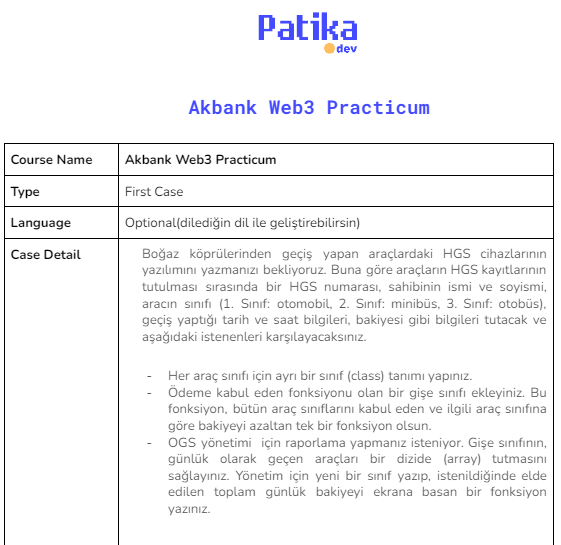 Patika
dev
Akbank Web3 Practicum
Course Name
Akbank Web3 Practicum
Type
First Case
Language
Optional(dilediğin dil ile geliştirebilirsin)
Case Detail
Boğaz köprülerinden geçiş yapan araçlardaki HGS cihazlarının
yazılımını yazmanızı bekliyoruz. Buna göre araçların HGS kayıtlarının
tutulması sırasında bir HGS numarası, sahibinin ismi ve soyismi,
aracın sınıfı (1. Sınıf: otomobil, 2. Sınıf: minibüs, 3. Sınıf: otobüs),
geçiş yaptığı tarih ve saat bilgileri, bakiyesi gibi bilgileri tutacak ve
aşağıdaki istenenleri karşılayacaksınız.
- Her araç sınıfı için ayrı bir sınıf (class) tanımı yapınız.
- Ödeme kabul eden fonksiyonu olan bir gişe sınıfı ekleyiniz. Bu
fonksiyon, bütün araç sınıflarını kabul eden ve ilgili araç sınıfına
göre bakiyeyi azaltan tek bir fonksiyon olsun.
- OGS yönetimi için raporlama yapmanız isteniyor. Gişe sınıfının,
günlük olarak geçen araçları bir dizide (array) tutmasını
sağlayınız. Yönetim için yeni bir sınıf yazıp, istenildiğinde elde
edilen toplam günlük bakiyeyi ekrana basan bir fonksiyon
yazınız.